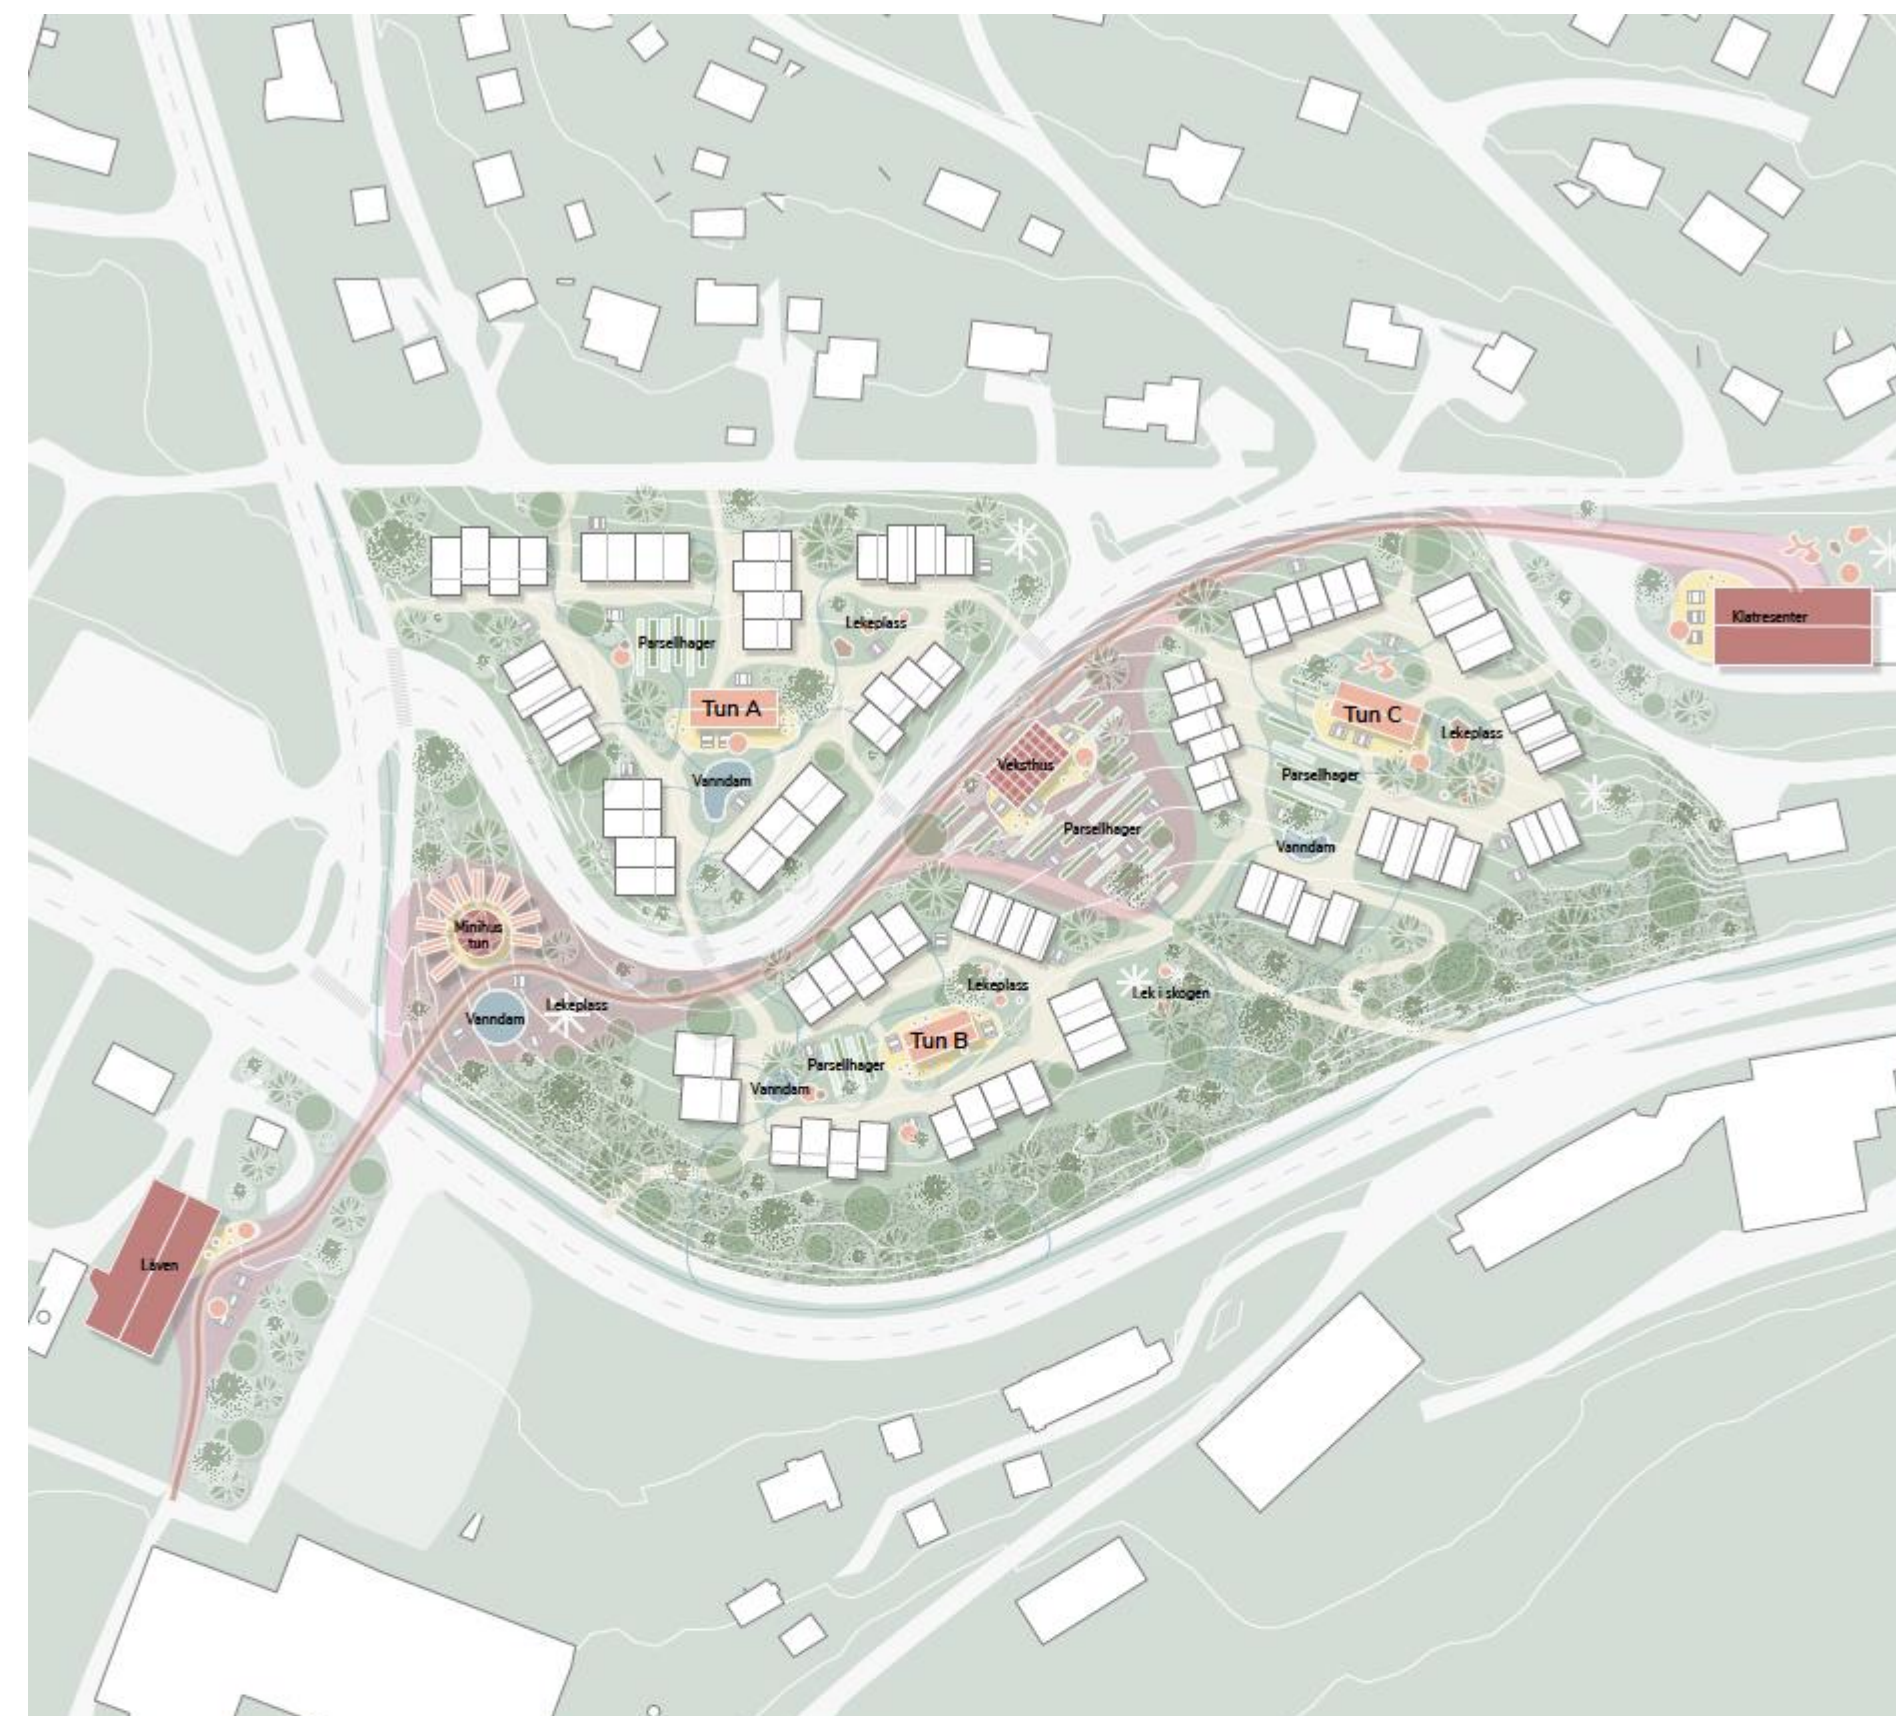 Klatresenter
Lekeplass
Parsellhager
Tun A
Tun C
Lekeplass
Veksthus
Vanndam
Parsellhager
Parsellhager
Vanndam
Minihus
tun
Lekeplass
Lek i skogen
Lekeplass
Vanndam
Tun B
Parsellhager
Vanndam
Låven